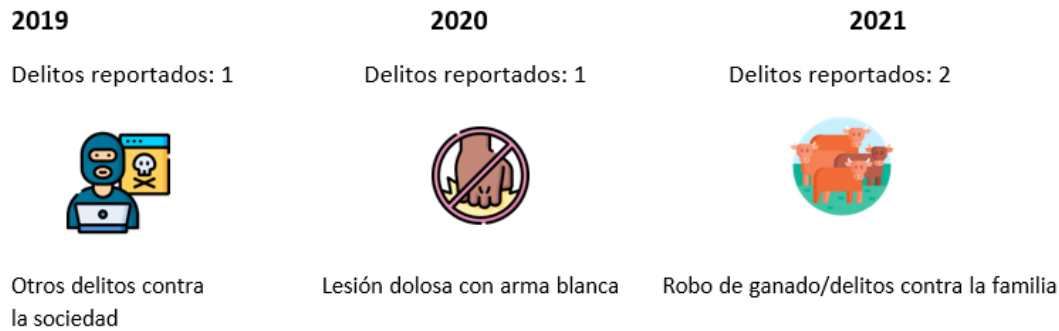 2019
2020
2021
Delitos reportados: 1
Delitos reportados: 1
Delitos reportados: 2
Otros delitos contra
la sociedad
Lesión dolosa con arma blanca
Robo de ganado/delitos contra la familia